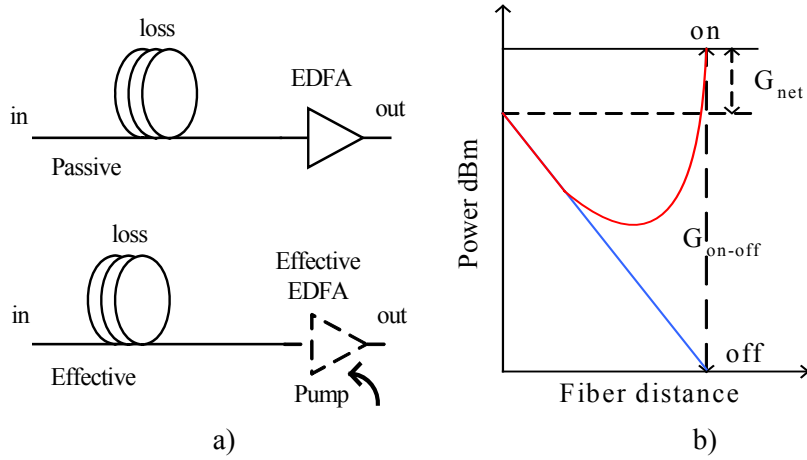 loss
EDFA
in
out
Passive
loss
Effective
EDFA
in
out
Effective
Pump
a)
on
G net
Power dBm
G on-off
off
Fiber distance
b)